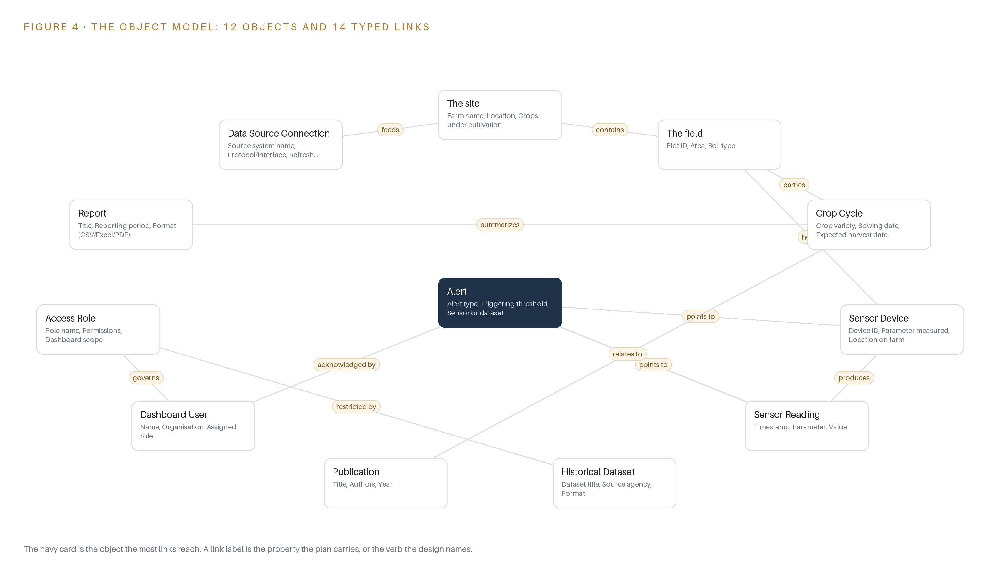 FIGURE 4 · THE OBJECT MODEL: 12 OBJECTS AND 14 TYPED LINKS
The site
Farm name, Location, Crops
under cultivation
Data Source Connection
Source system name,
Protocol/interface, Refresh...
feeds
contains
The field
Plot ID, Area, Soil type
carries
Report
Title, Reporting period, Format
(CSV/Excel/PDF)
summarizes
Crop Cycle
Crop variety, Sowing date,
Expected harvest date
Alert
Alert type, Triggering threshold,
Sensor or dataset
Access Role
Role name, Permissions,
Dashboard scope
points to
Sensor Device
Device ID, Parameter measured,
Location on farm
relates to
acknowledged by
points to
governs
produces
restricted by
Dashboard User
Name, Organisation, Assigned
role
Sensor Reading
Timestamp, Parameter, Value
Publication
Title, Authors, Year
Historical Dataset
Dataset title, Source agency,
Format
The navy card is the object the most links reach. A link label is the property the plan carries, or the verb the design names.